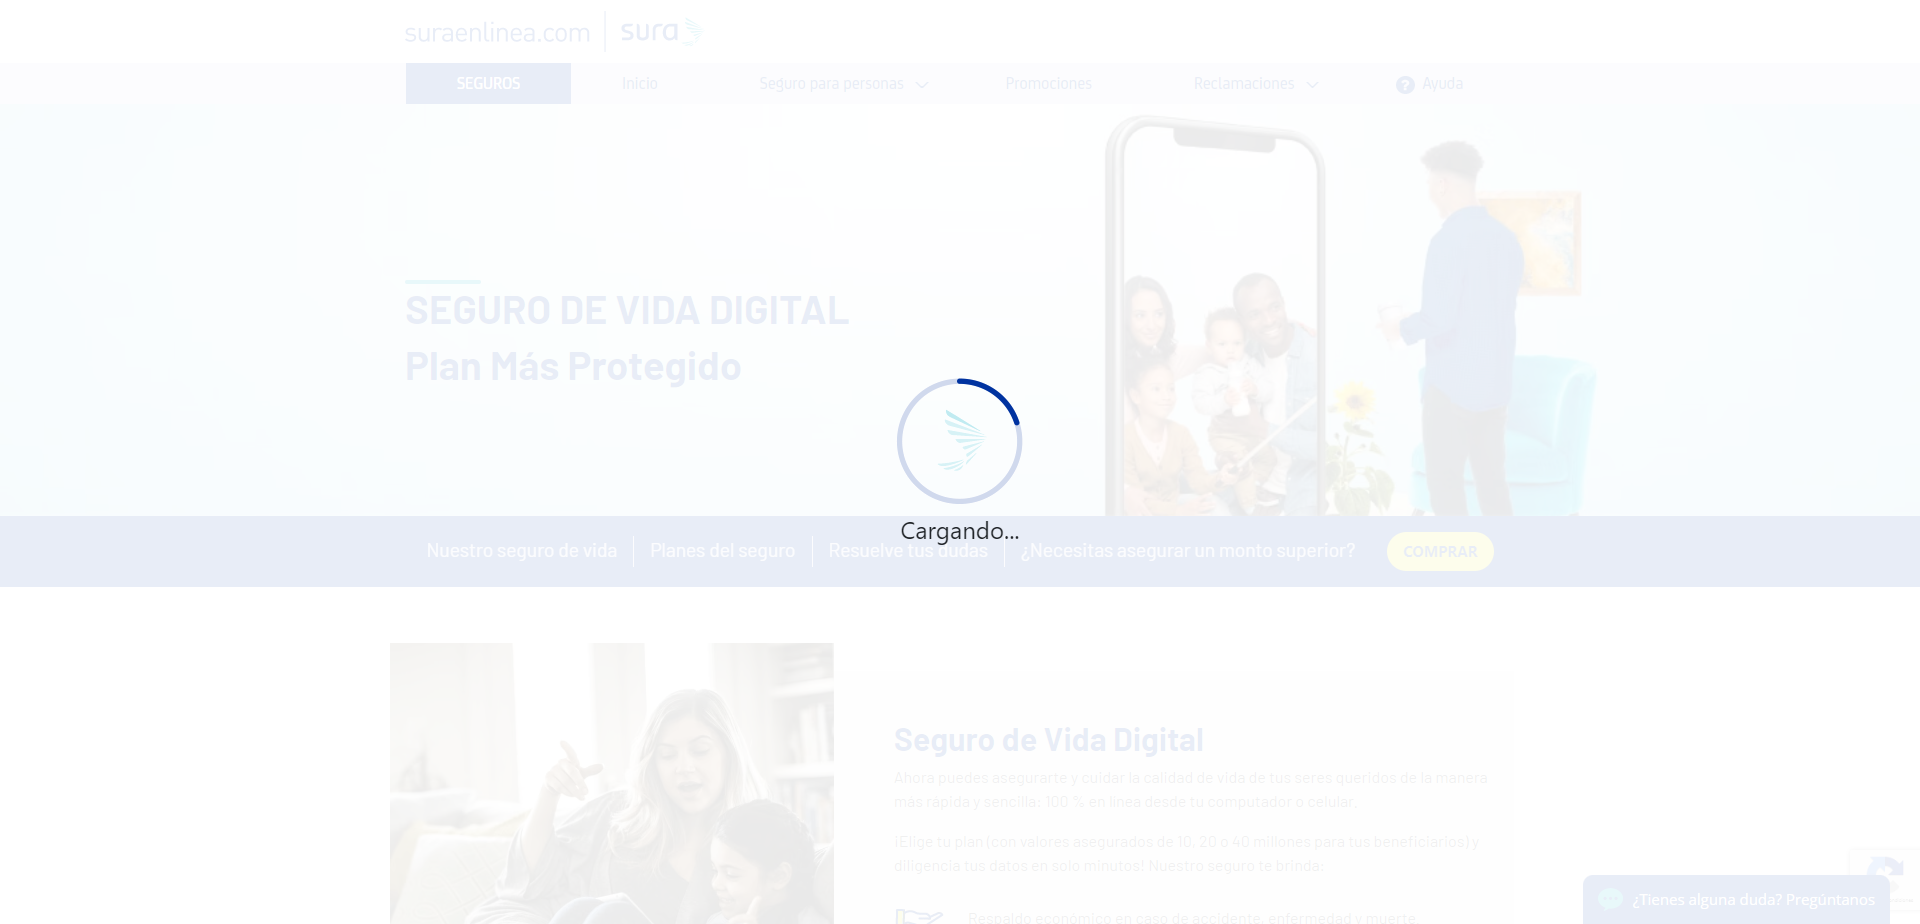 suraenlinea.com
sura
SEGUROS
Inicio
Seguro para personas
Promociones
Reclamaciones
? Ayuda
SEGURO DE VIDA DIGITAL
Plan Más Protegido
Cargando...
Nuestro seguro de vida
Planes del seguro
Resuelve tus dudas
¿Necesitas asegurar un monto superior?
COMPRAR
Seguro de Vida Digital
Ahora puedes asegurarte y cuidar la calidad de vida de tus seres queridos de la manera
más rápida y sencilla: 100 % en línea desde tu computador o celular.
¡Elige tu plan (con valores asegurados de 10, 20 o 40 millones para tus beneficiarios) y
diligencia tus datos en solo minutos! Nuestro seguro te brinda:
Respaldo económico en caso de accidente, enfermedad y muerte.
¿Tienes alguna duda? Pregúntanos